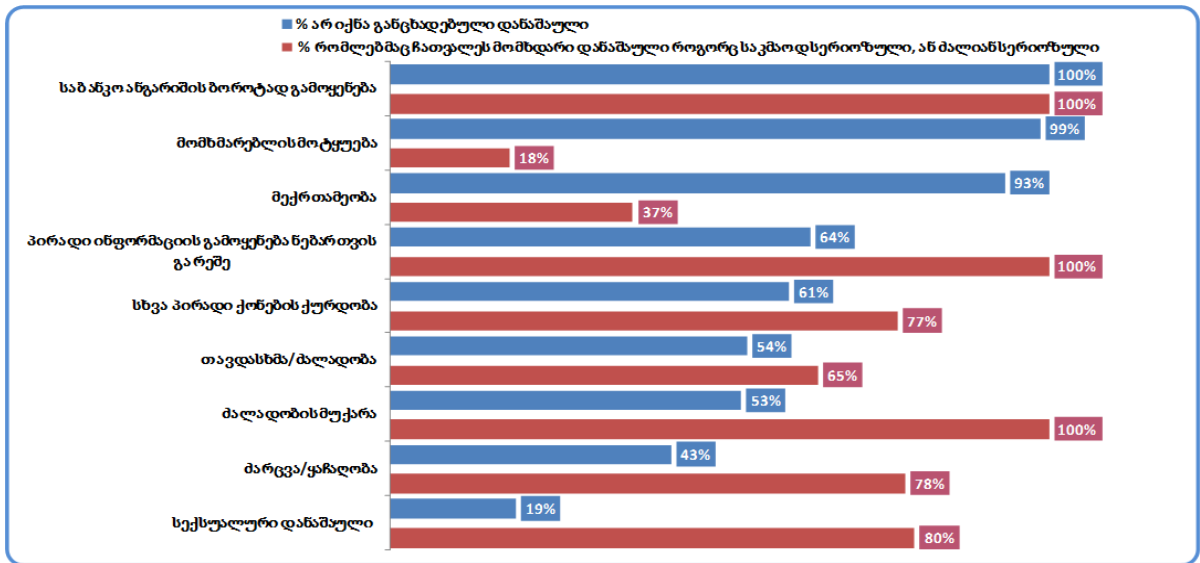 % არ იქნა განცხადებული დანაშაული
% რომლებმაც ჩათვალეს მომხდარი დანაშაული როგორც საკმაოდ სერიოზული, ან ძალიან სერიოზული
საბანკო ანგარიშის ბოროტად გამოყენება
100%
100%
მომხმარებლის მოტყუება
99%
18%
მექრთამეობა
93%
37%
პირადი ინფორმაციის გამოყენება ნებართვის
გარეშე
64%
100%
სხვა პირადი ქონების ქურდობა
61%
77%
თავდასხმა/ძალადობა
54%
65%
ძალადობის მუქარა
53%
100%
ძარცვა/ყაჩაღობა
43%
78%
სექსუალური დანაშაული
19%
80%